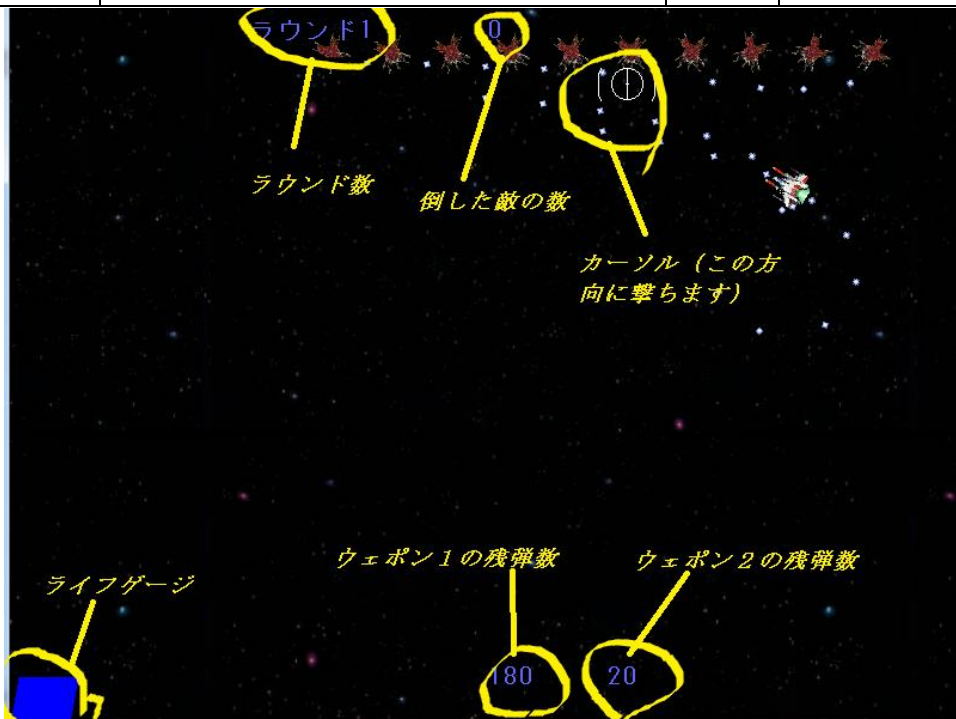 ラウンド1
0
ラウンド数
倒した敵の数
カーソル（この方
向に撃ちます）
ウェポン１の残弾数
ウェポン２の残弾数
ライフゲージ
180
20